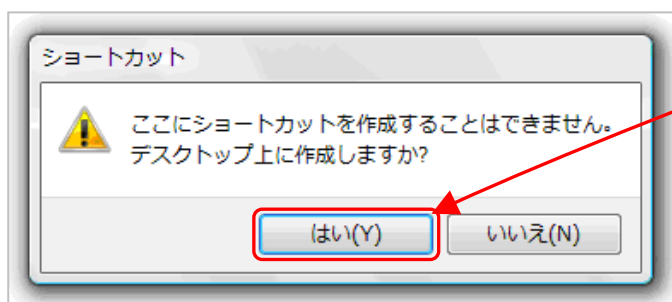 ショートカット
ここにショートカットを作成することはできません。
デスクトップ上に作成しますか?
はい(Y)
いいえ(N)